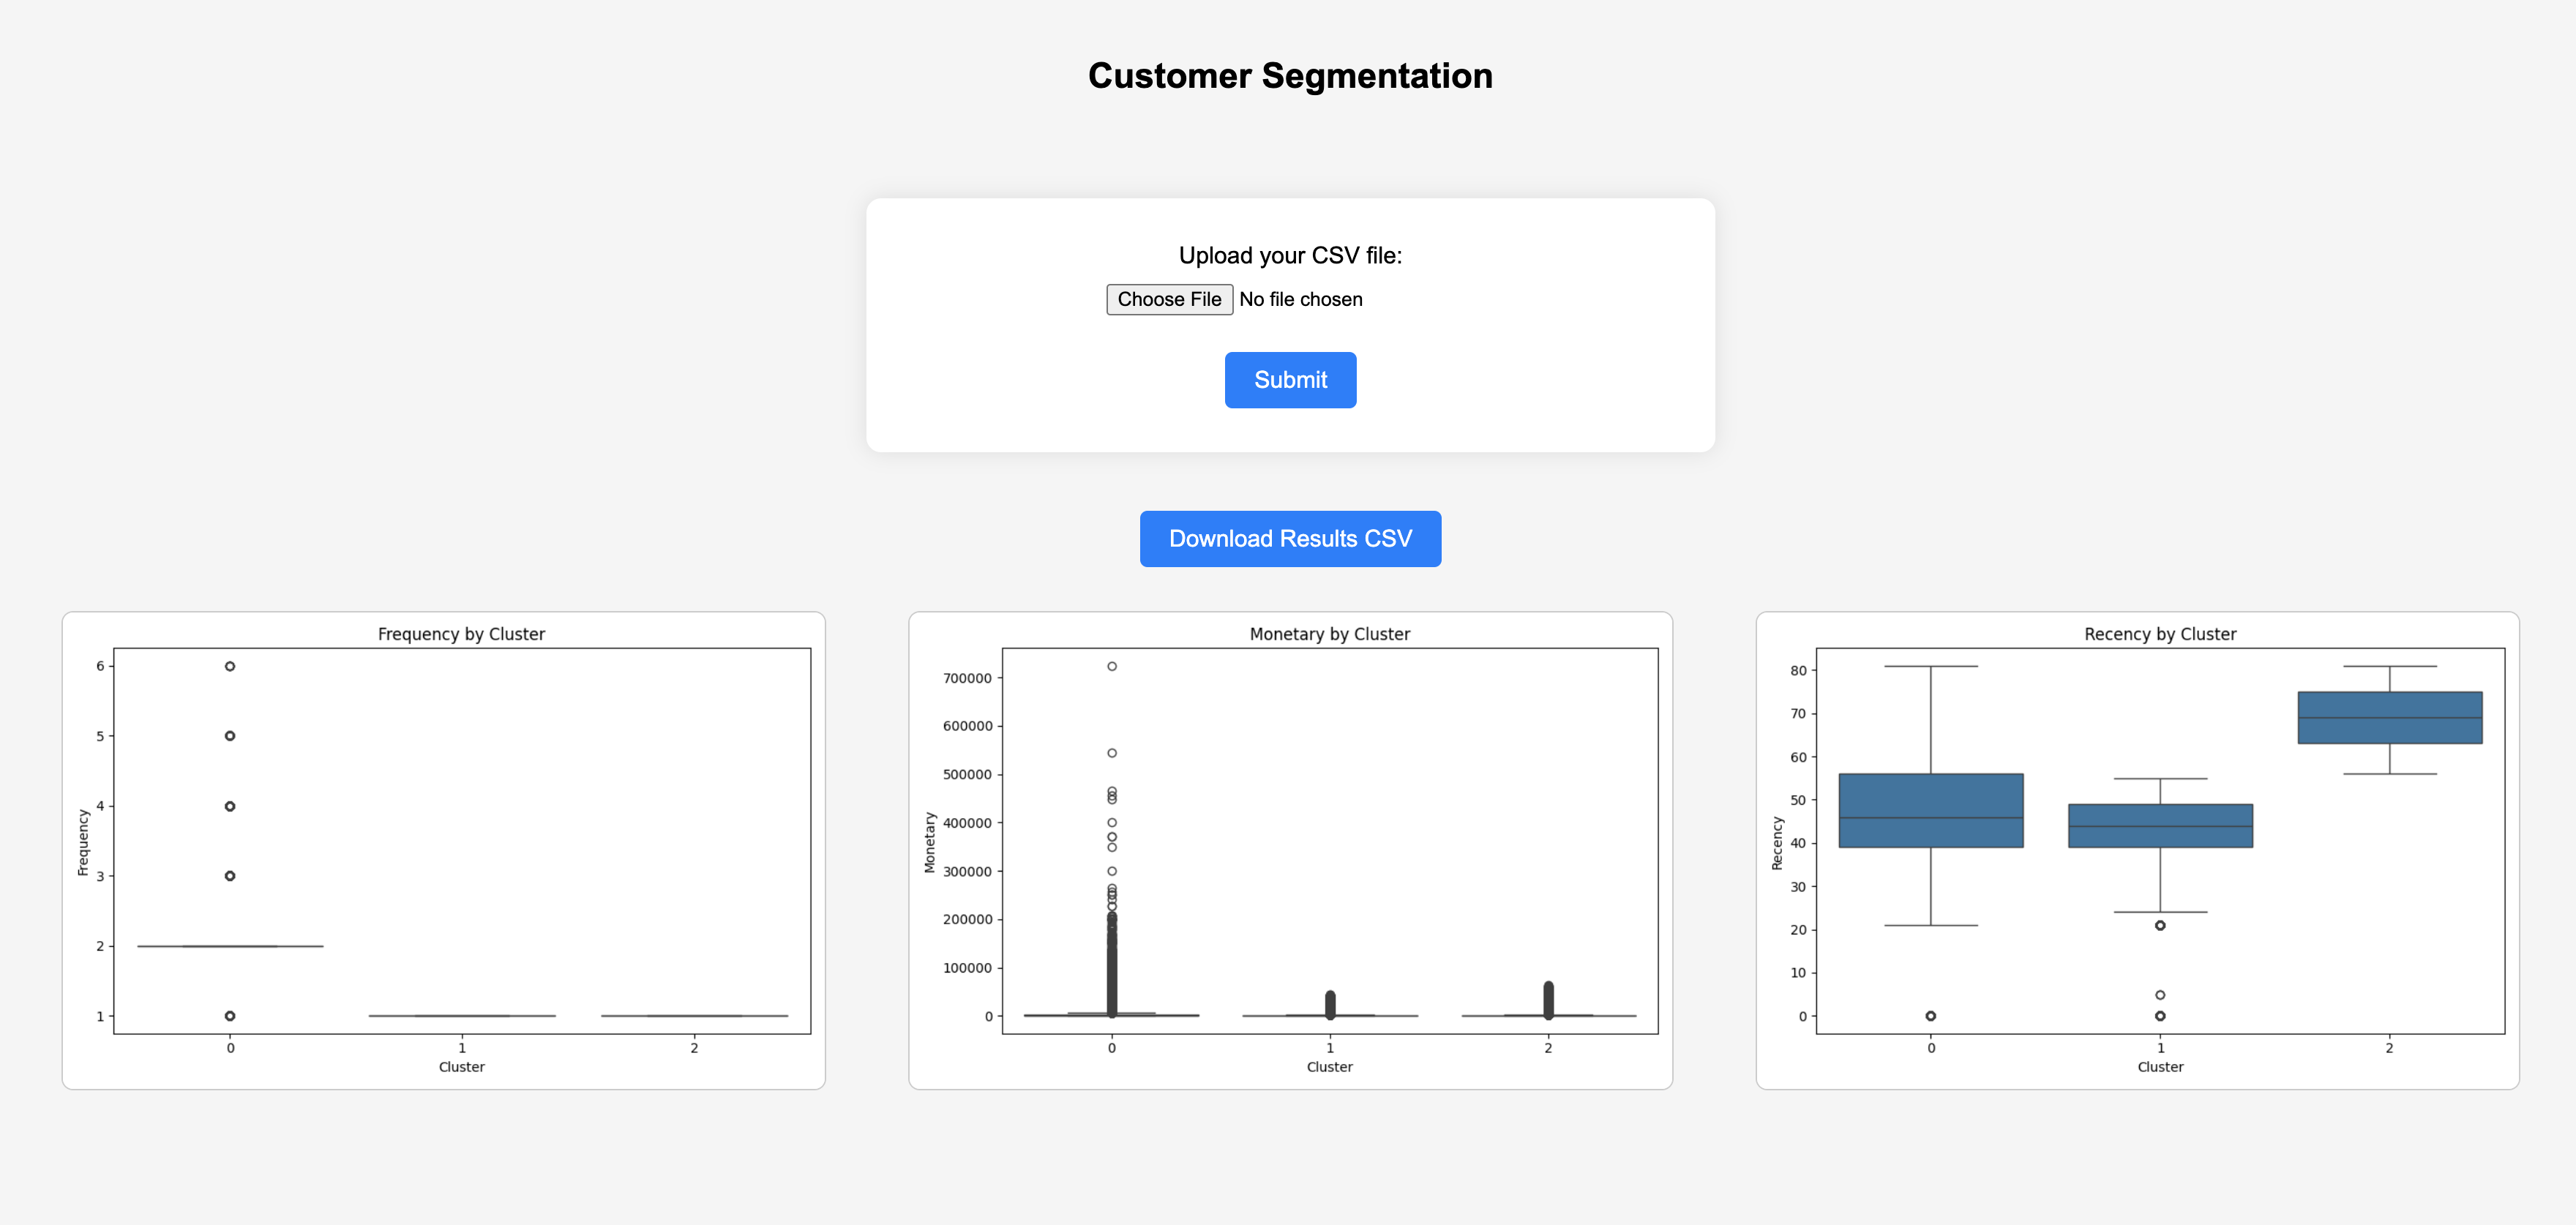 Customer Segmentation
Upload your CSV file:
Choose File No file chosen
Submit
Download Results CSV
Frequency by Cluster
6
5
4
3
2
1
Frequency
0 1 2
Cluster
Monetary by Cluster
700000
600000
500000
400000
300000
200000
100000
0
Monetary
0 1 2
Cluster
Recency by Cluster
80
70
60
50
40
30
20
10
0
Recency
0 1 2
Cluster